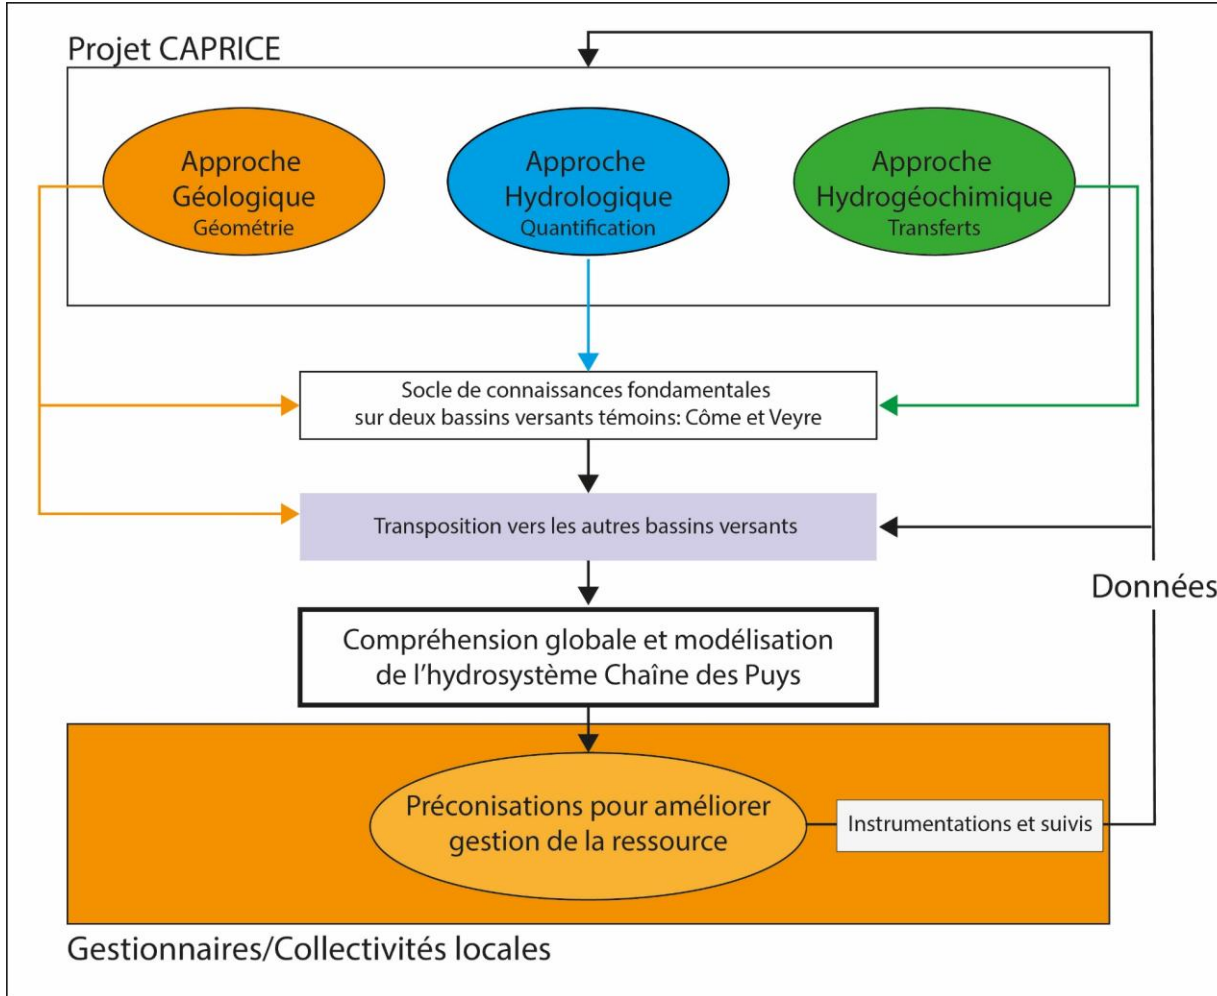 Projet CAPRICE
Approche
Géologique
Géométrie
Approche
Hydrologique
Quantification
Approche
Hydrogéochimique
Transferts
Socle de connaissances fondamentales
sur deux bassins versants témoins: Côme et Veyre
Transposition vers les autres bassins versants
Données
Compréhension globale et modélisation
de l'hydrosystème Chaîne des Puys
Préconisations pour améliorer
gestion de la ressource
Instrumentations et suivis
Gestionnaires/Collectivités locales